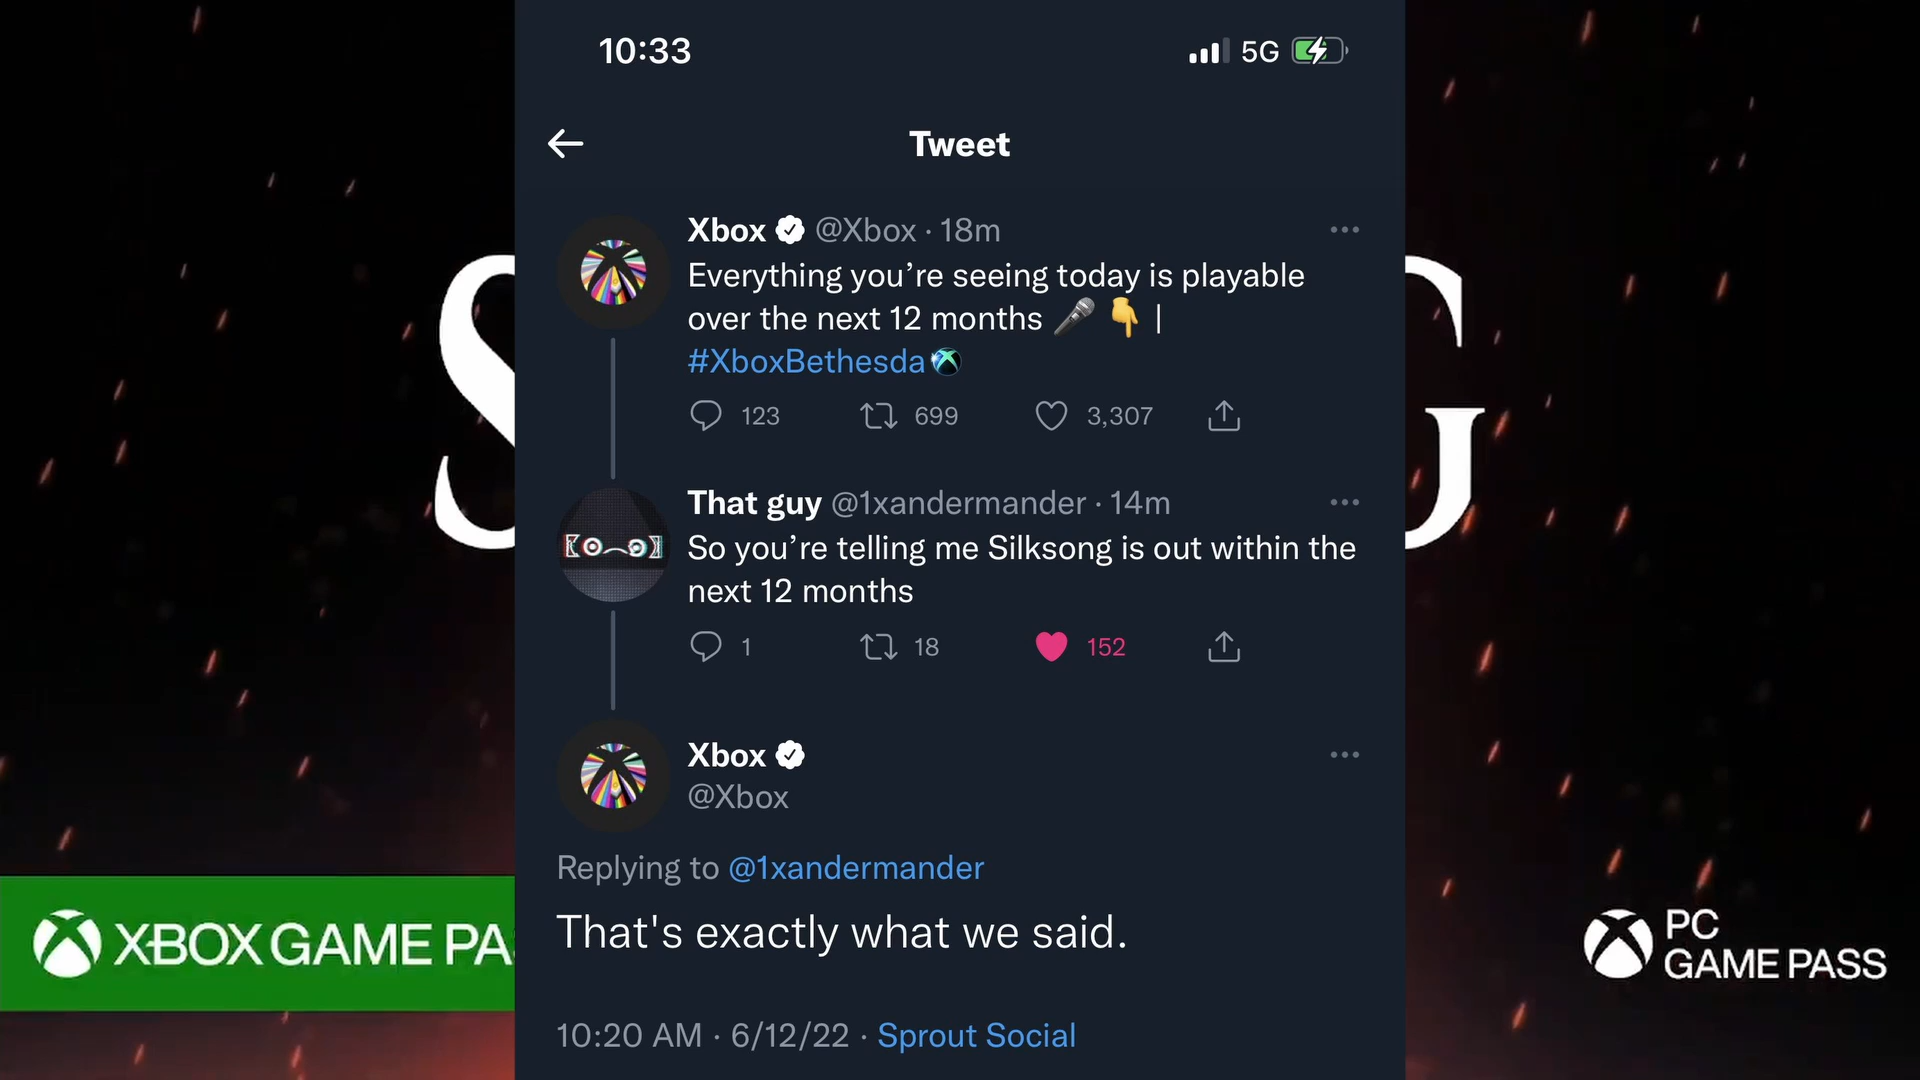 10:33
5G
Tweet
Xbox @Xbox · 18m
Everything you're seeing today is playable
over the next 12 months 🎤 👇 |
#XboxBethesda
123 699 3,307
That guy @1xandermander · 14m
So you're telling me Silksong is out within the
next 12 months
1 18 152
Xbox
@Xbox
Replying to @1xandermander
That's exactly what we said.
10:20 AM · 6/12/22 · Sprout Social
S G
XBOX GAME PA
PC
GAME PASS